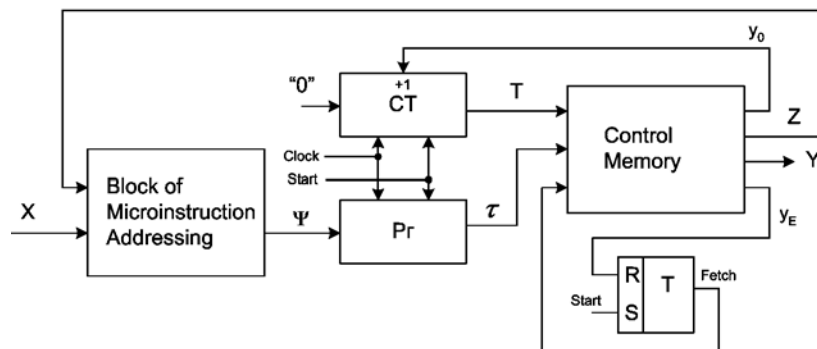 y0
"0"
+1
CT
T
Control
Memory
Z
Y
Clock
Start
Block of
Microinstruction
Addressing
X
Ψ
Pr
τ
yE
R
S
T
Fetch
Start